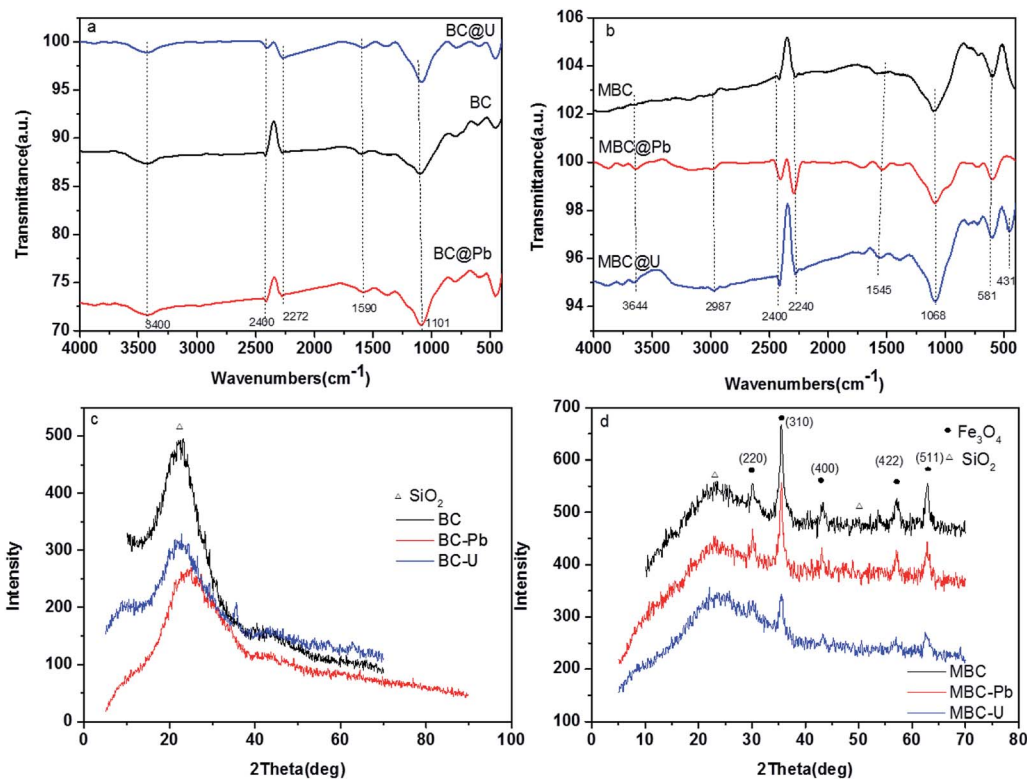 a
BC@U
BC
BC@Pb
3400
2400
2272
1590
1101
100
95
90
85
80
75
70
4000 3500 3000 2500 2000 1500 1000 500
Transmittance(a.u.)
Wavenumbers(cm-1)
b
MBC
MBC@Pb
MBC@U
3644
2987
2400
2240
1545
1068
581
431
106
104
102
100
98
96
94
4000 3500 3000 2500 2000 1500 1000 500
Transmittance(a.u.)
Wavenumbers(cm-1)
c
△
△ SiO2
BC
BC-Pb
BC-U
500
400
300
200
100
0
0 20 40 60 80 100
Intensity
2Theta(deg)
d
(220)
(310)
(400)
(422)
(511)
Fe3O4
△ SiO2
MBC
MBC-Pb
MBC-U
700
600
500
400
300
200
100
0 10 20 30 40 50 60 70 80
Intensity
2Theta(deg)